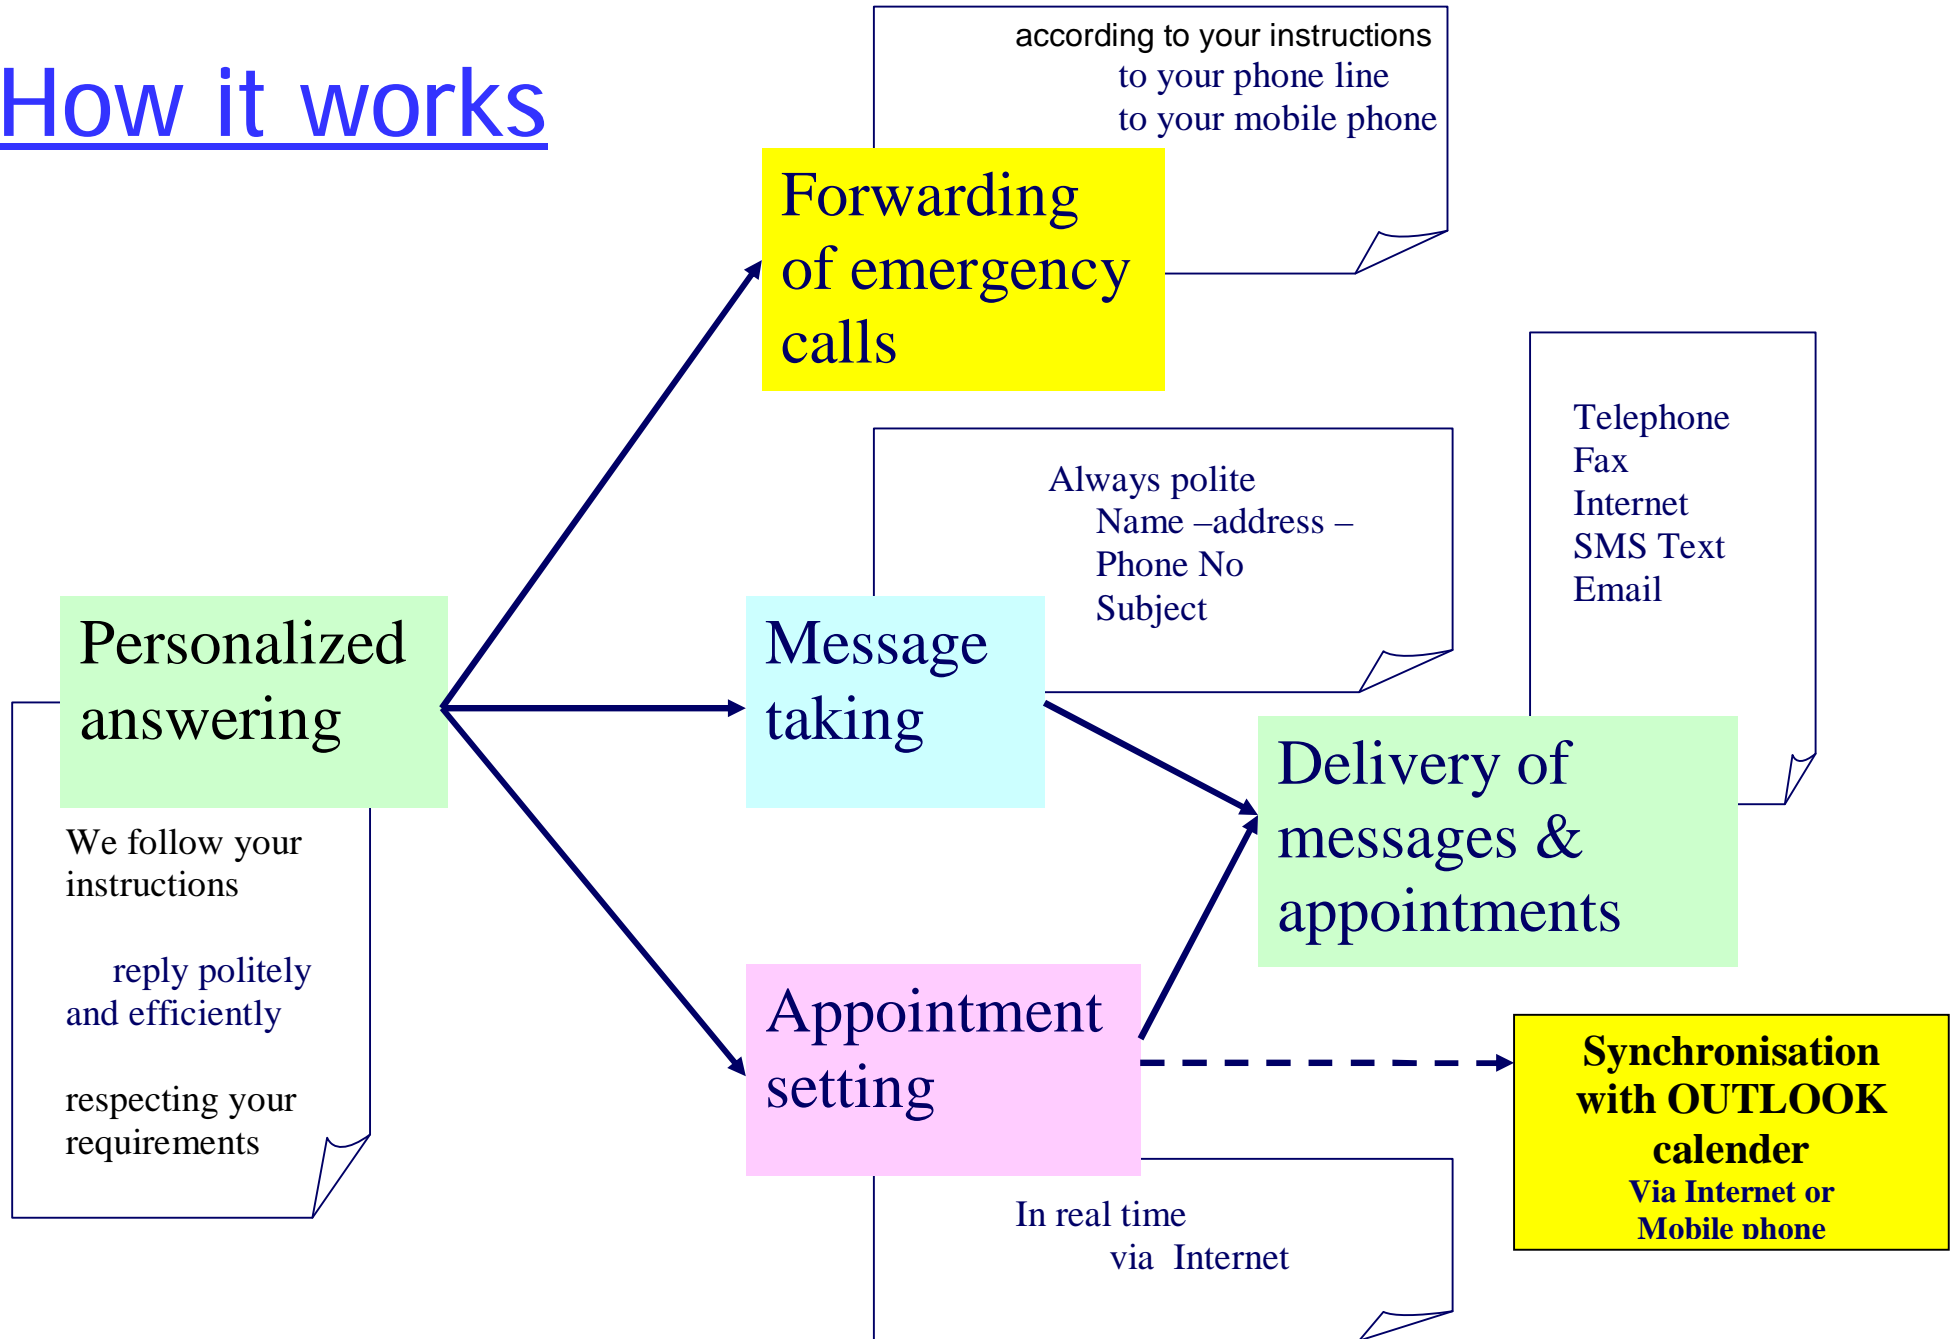 How it works
according to your instructions
to your phone line
to your mobile phone
Forwarding
of emergency
calls
Telephone
Fax
Internet
SMS Text
Email
Always polite
Name –address –
Phone No
Subject
Personalized
answering
Message
taking
Delivery of
messages &
appointments
We follow your
instructions
reply politely
and efficiently
respecting your
requirements
Appointment
setting
Synchronisation
with OUTLOOK
calender
Via Internet or
Mobile phone
In real time
via Internet